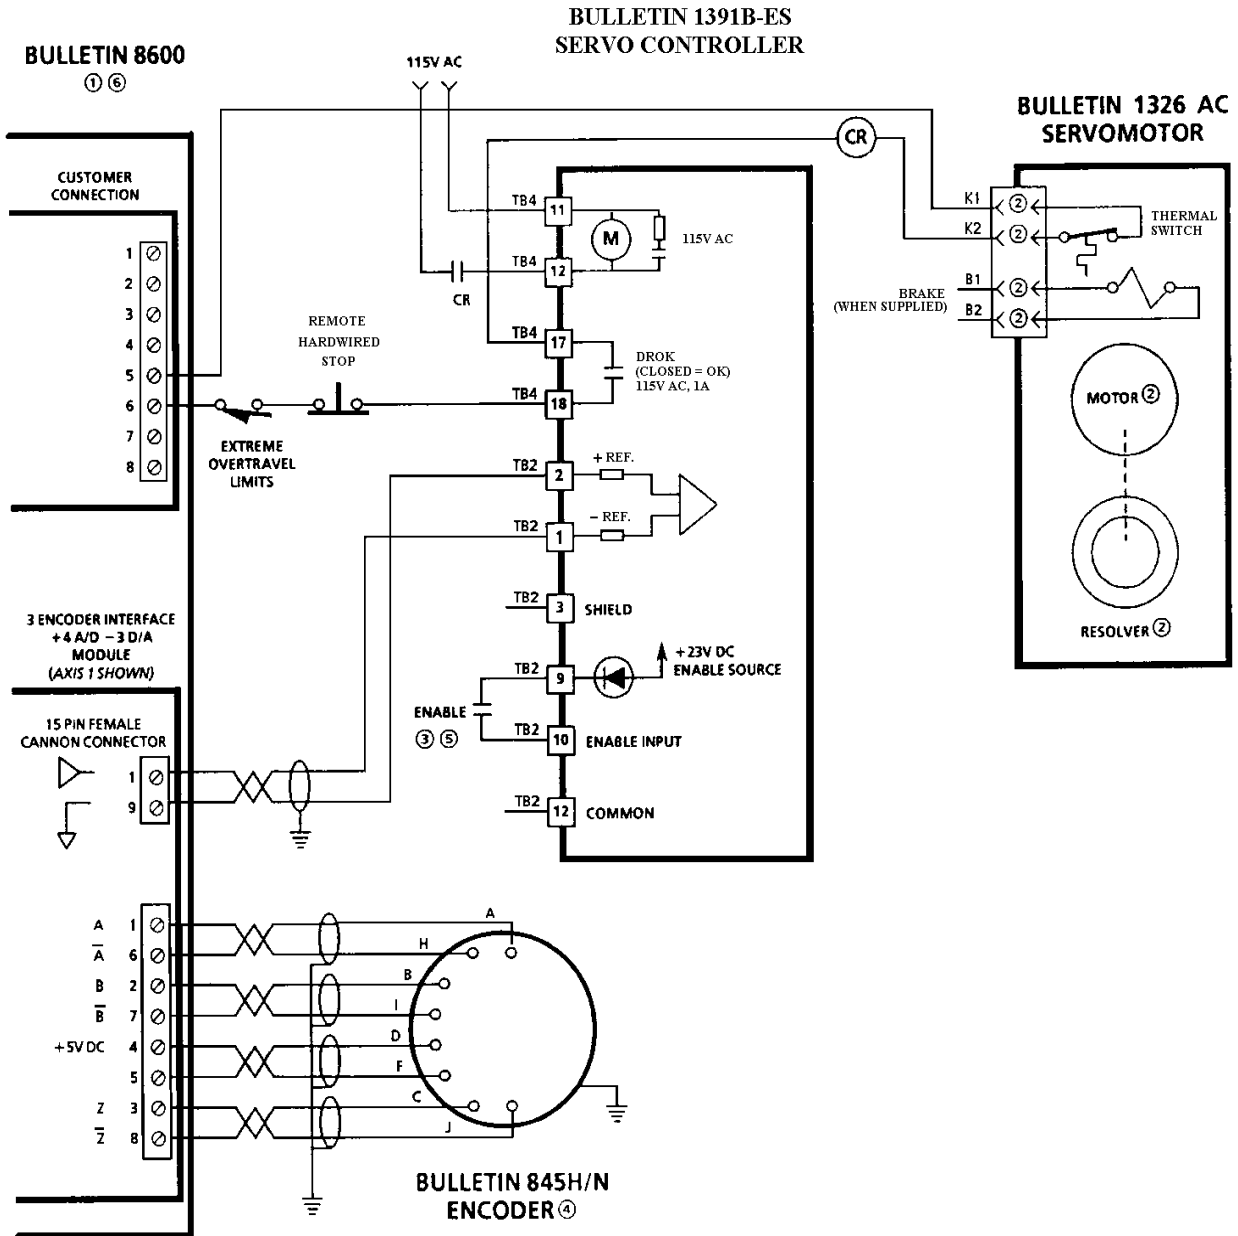 BULLETIN 1391B-ES
SERVO CONTROLLER
BULLETIN 8600
① ⑥
115V AC
BULLETIN 1326 AC
SERVOMOTOR
CR
CUSTOMER
CONNECTION
1
2
3
4
5
6
7
8
EXTREME
OVERTRAVEL
LIMITS
REMOTE
HARDWIRED
STOP
CR
TB4
11
TB4
12
M
115V AC
TB4
17
TB4
18
DROK
(CLOSED = OK)
115V AC, 1A
TB2
2
+ REF.
TB2
1
– REF.
TB2
3
SHIELD
TB2
9
+23V DC
ENABLE SOURCE
ENABLE
③ ⑤
TB2
10
ENABLE INPUT
TB2
12
COMMON
K1
②
K2
②
THERMAL
SWITCH
B1
②
B2
②
BRAKE
(WHEN SUPPLIED)
MOTOR②
RESOLVER②
3 ENCODER INTERFACE
+4 A/D –3 D/A
MODULE
(AXIS 1 SHOWN)
15 PIN FEMALE
CANNON CONNECTOR
1
9
A 1
A̅ 6
B 2
B̅ 7
+5V DC 4
5
Z 3
Z̅ 8
A
H
B
I
D
F
C
J
BULLETIN 845H/N
ENCODER④